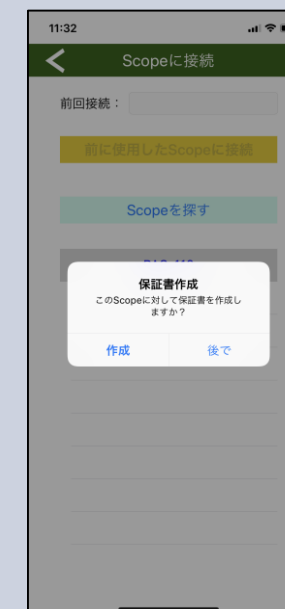 11:32
Scopeに接続
前回接続：
前に使用したScopeに接続
Scopeを探す
保証書作成
このScopeに対して保証書を作成し
ますか？
作成
後で